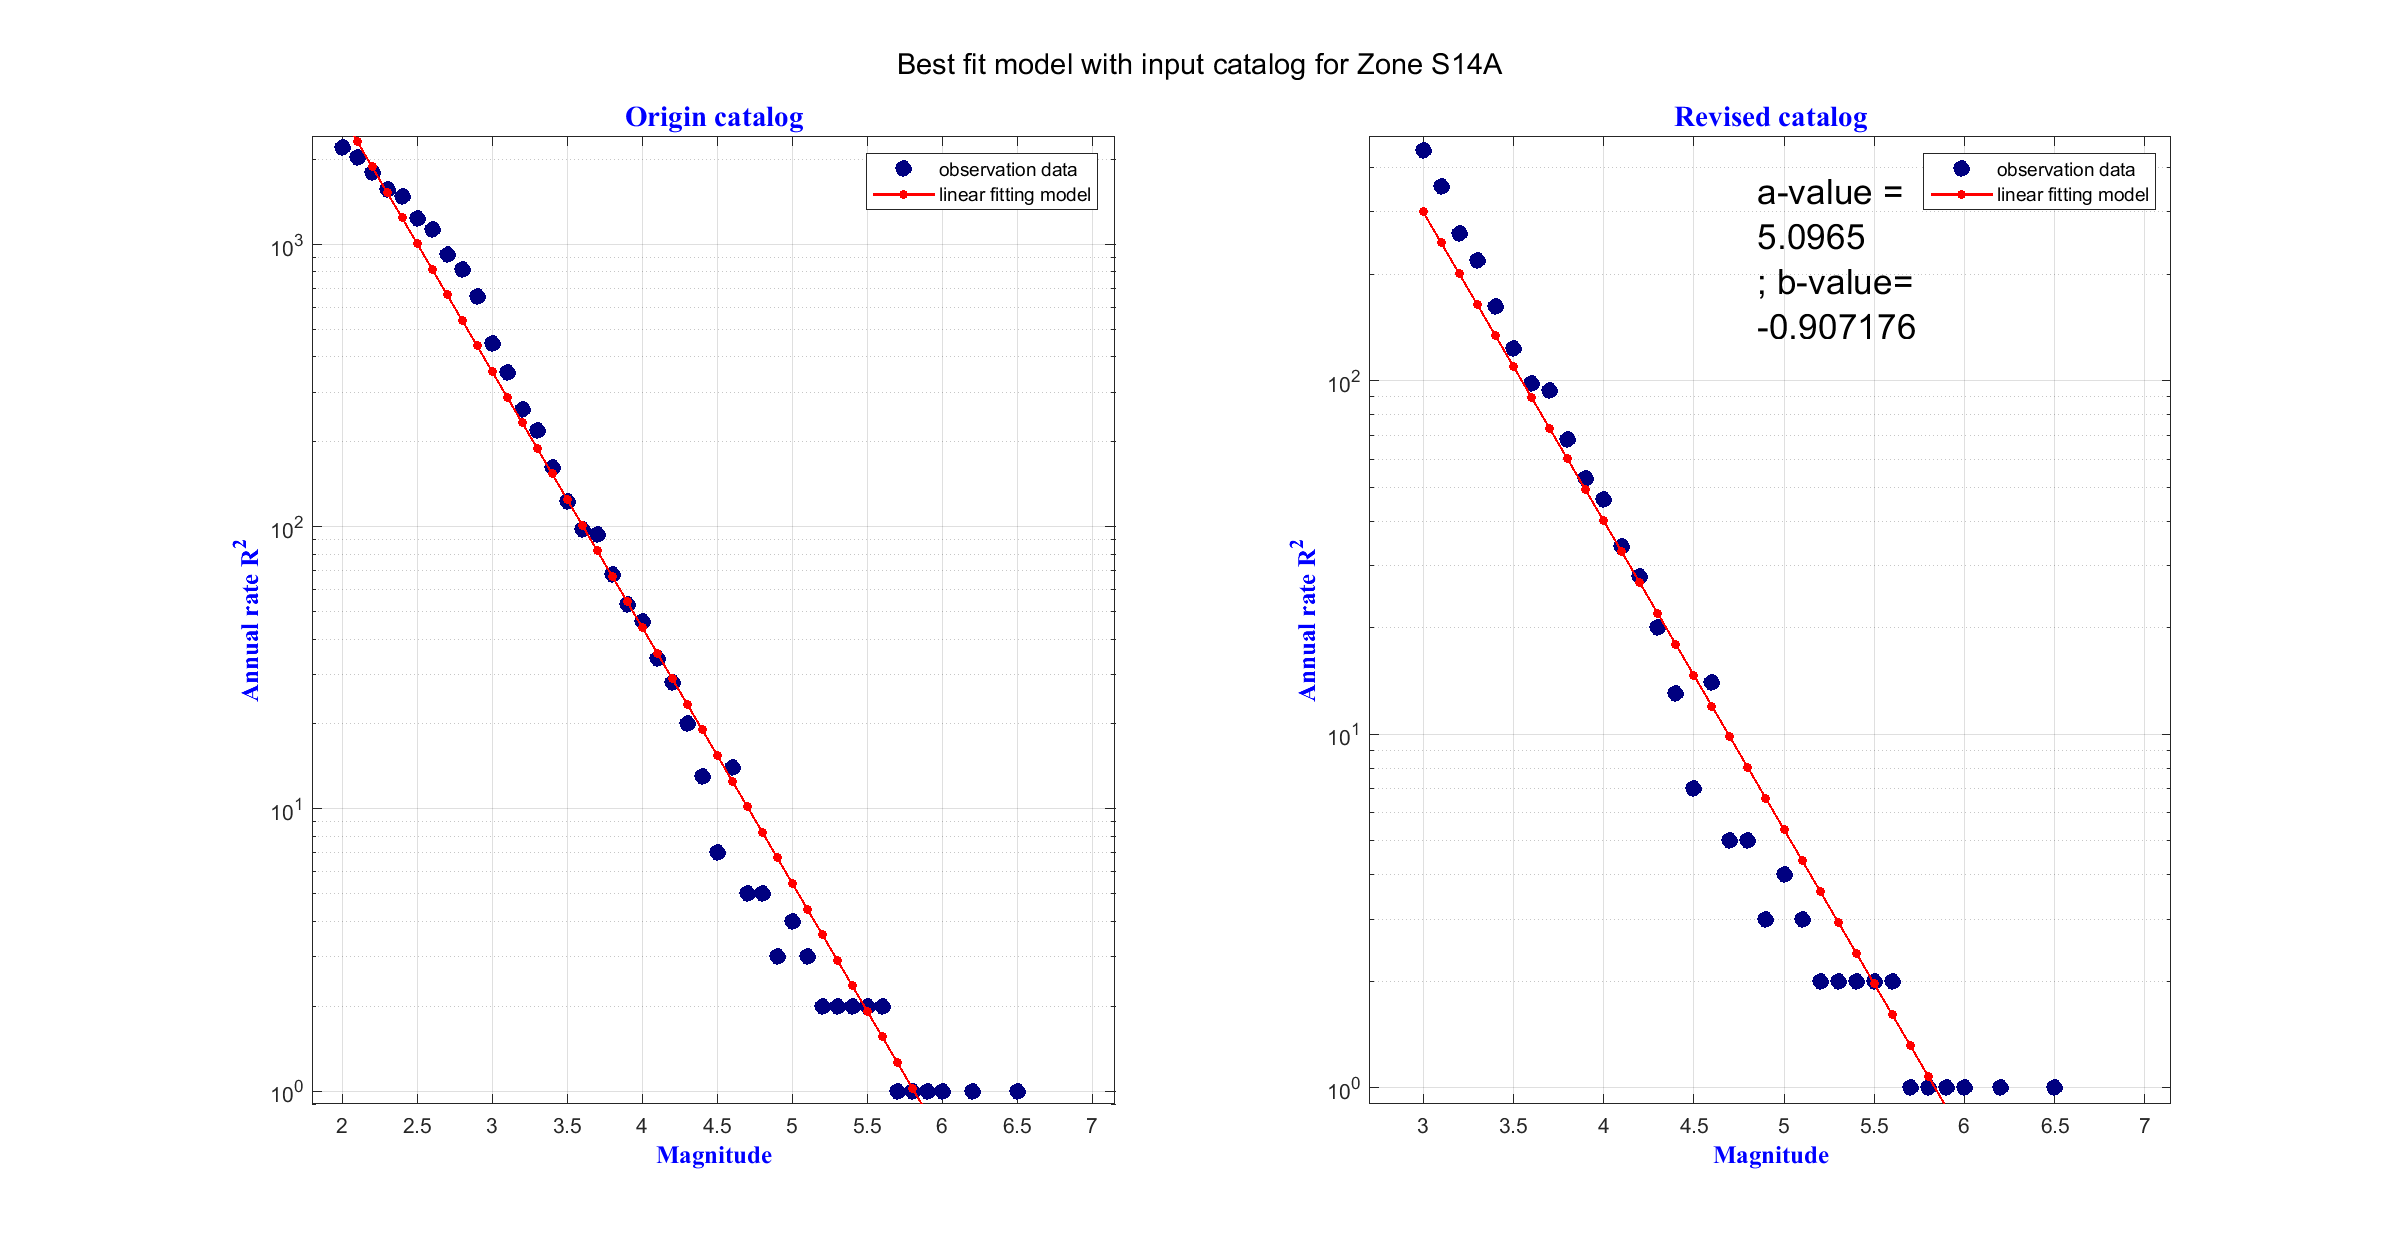 Best fit model with input catalog for Zone S14A
Origin catalog
observation data
linear fitting model
10^3
10^2
10^1
10^0
Annual rate R^2
2 2.5 3 3.5 4 4.5 5 5.5 6 6.5 7
Magnitude
Revised catalog
observation data
linear fitting model
a-value =
5.0965
; b-value=
-0.907176
10^2
10^1
10^0
Annual rate R^2
3 3.5 4 4.5 5 5.5 6 6.5 7
Magnitude